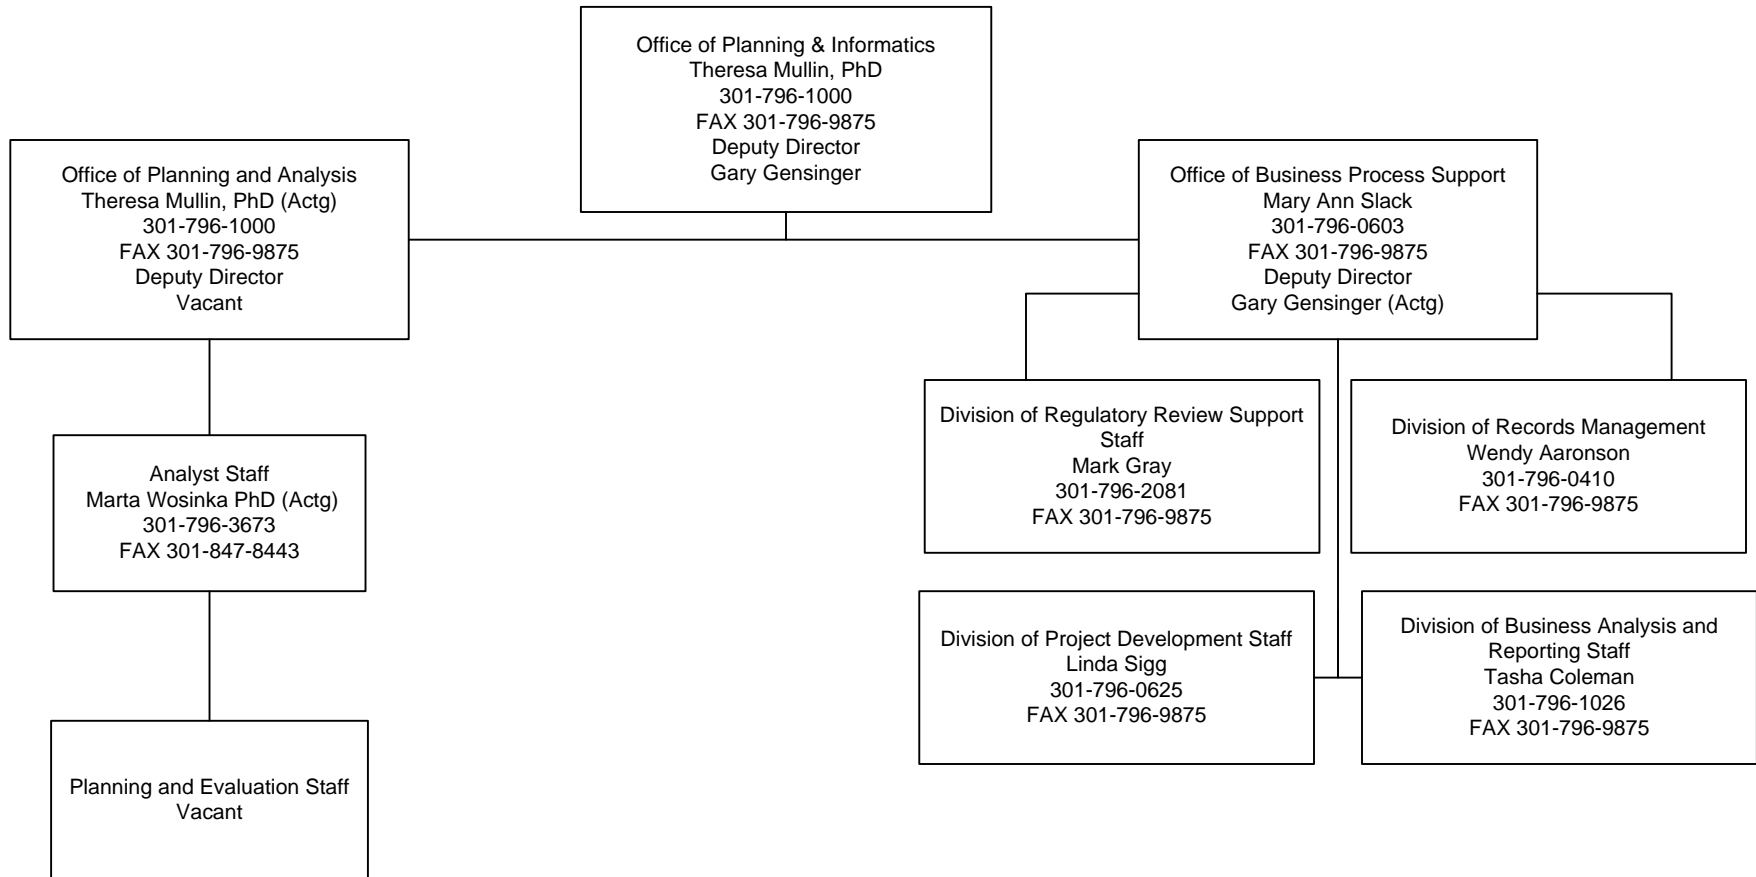 Office of Planning & Informatics
Theresa Mullin, PhD
301-796-1000
FAX 301-796-9875
Deputy Director
Gary Gensinger
Office of Planning and Analysis
Theresa Mullin, PhD (Actg)
301-796-1000
FAX 301-796-9875
Deputy Director
Vacant
Office of Business Process Support
Mary Ann Slack
301-796-0603
FAX 301-796-9875
Deputy Director
Gary Gensinger (Actg)
Analyst Staff
Marta Wosinka PhD (Actg)
301-796-3673
FAX 301-847-8443
Division of Regulatory Review Support
Staff
Mark Gray
301-796-2081
FAX 301-796-9875
Division of Records Management
Wendy Aaronson
301-796-0410
FAX 301-796-9875
Planning and Evaluation Staff
Vacant
Division of Project Development Staff
Linda Sigg
301-796-0625
FAX 301-796-9875
Division of Business Analysis and
Reporting Staff
Tasha Coleman
301-796-1026
FAX 301-796-9875